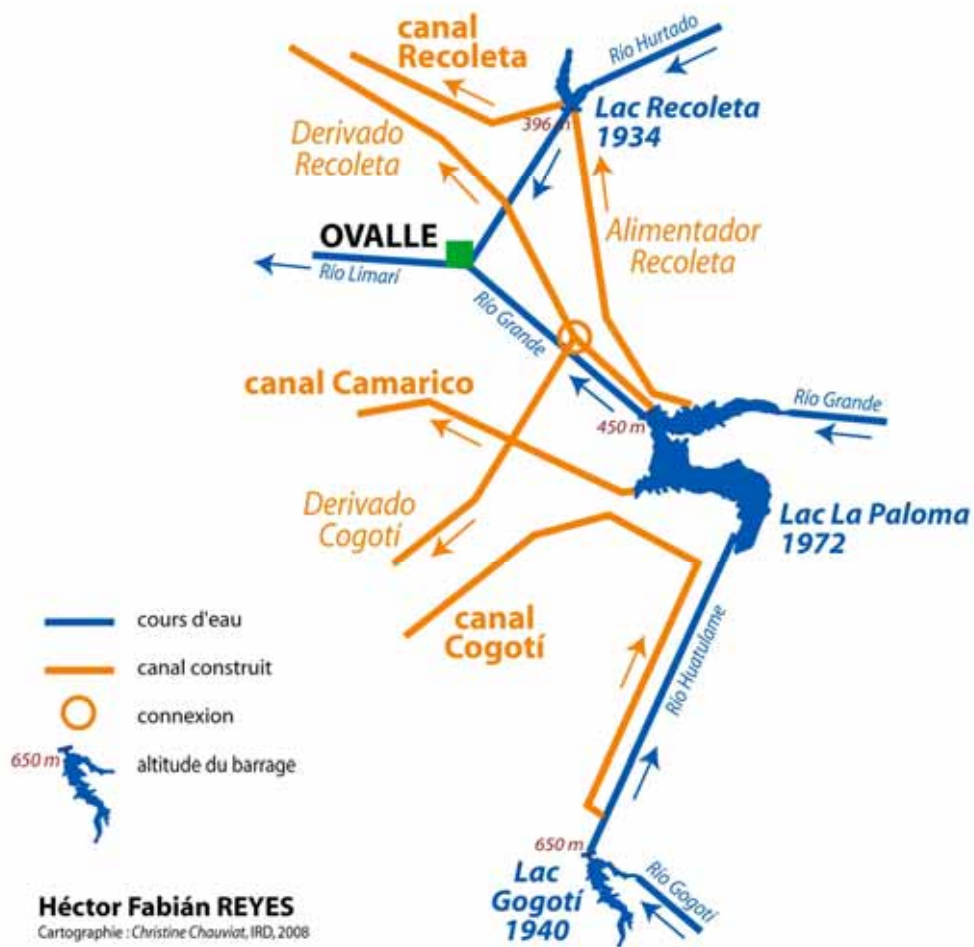 canal
Recoleta
Río Hurtado
Lac Recoleta
1934
396 m
Derivado
Recoleta
OVALLE
Alimentador
Recoleta
Río Limarí
Río Grande
canal Camarico
Río Grande
450 m
Derivado
Cogotí
Lac La Paloma
1972
canal
Cogotí
Río Huatulame
cours d'eau
canal construit
connexion
650 m
altitude du barrage
650 m
Lac
Gogotí
1940
Río Gogotí
Héctor Fabián REYES
Cartographie : Christine Chauviat, IRD, 2008